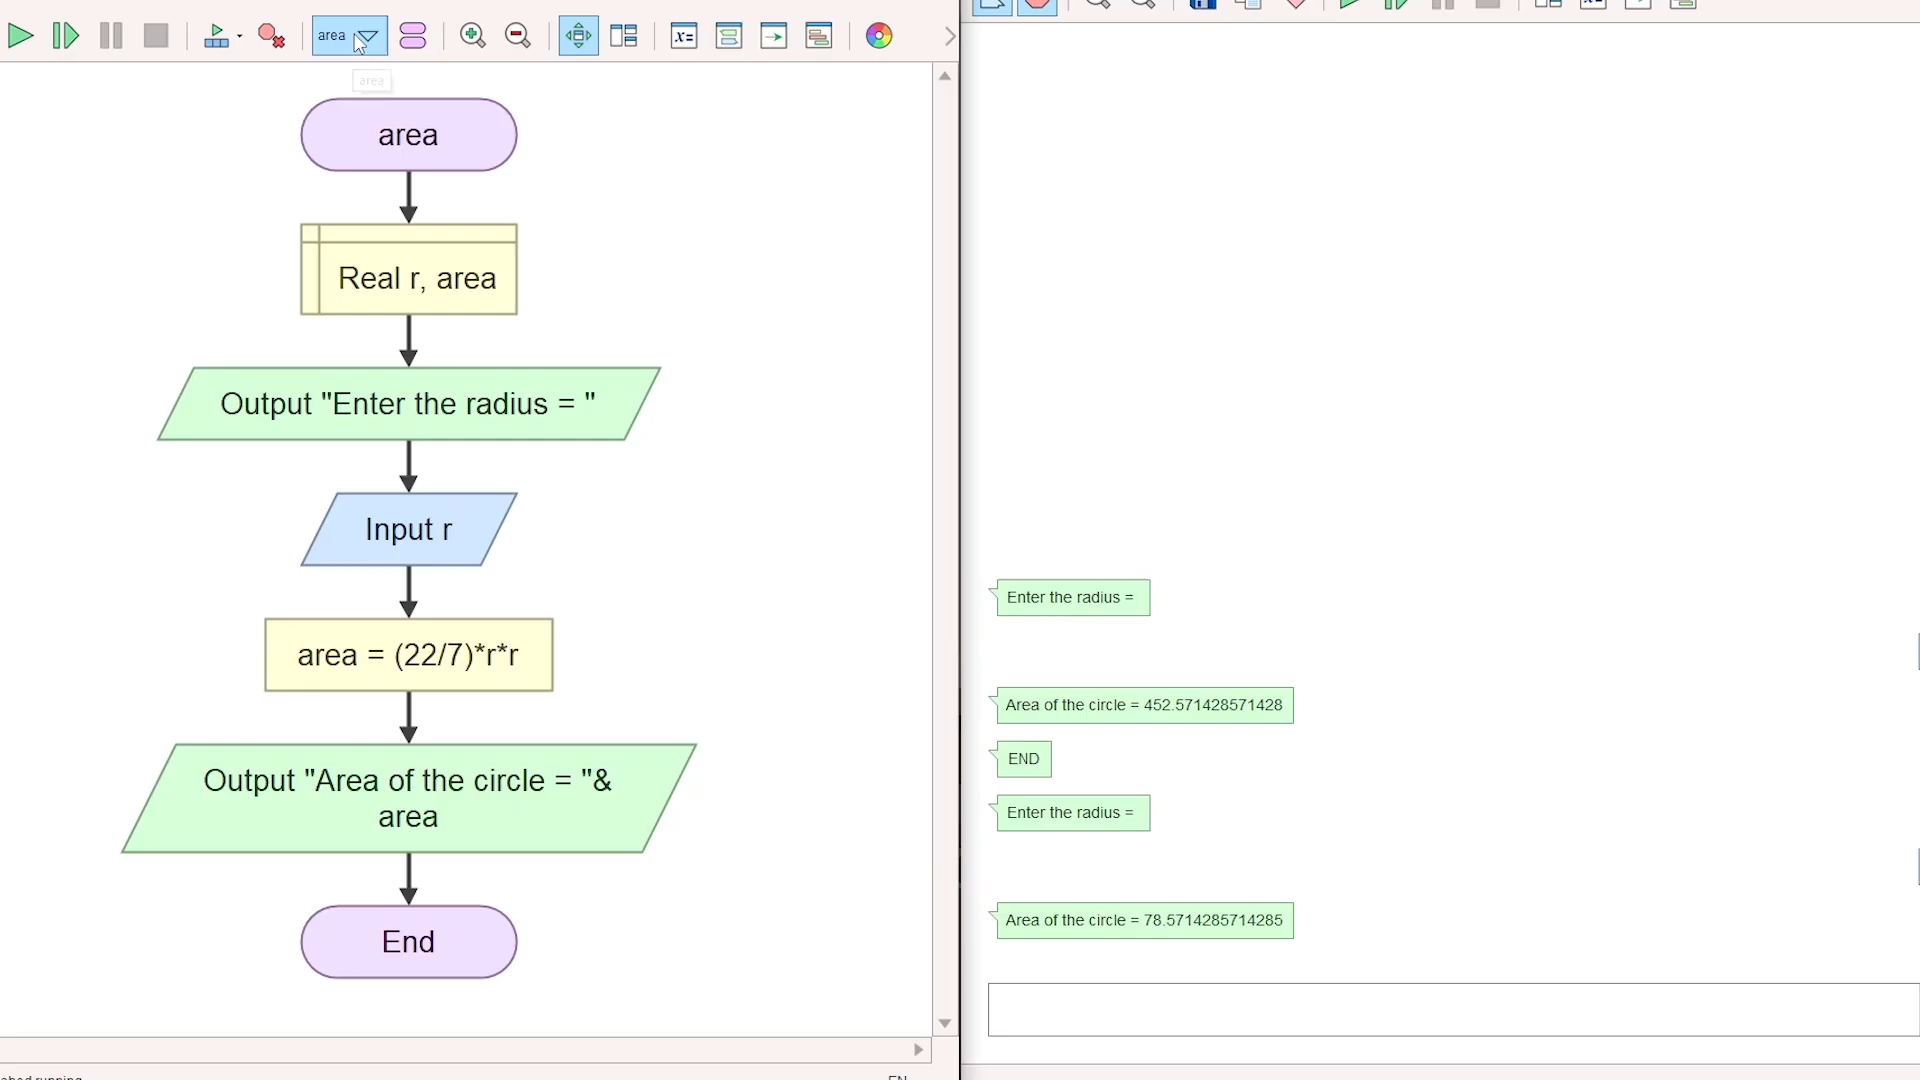 area
area
area
Real r, area
Output "Enter the radius = "
Input r
area = (22/7)*r*r
Output "Area of the circle = "&
area
End
Enter the radius =
Area of the circle = 452.571428571428
END
Enter the radius =
Area of the circle = 78.5714285714285